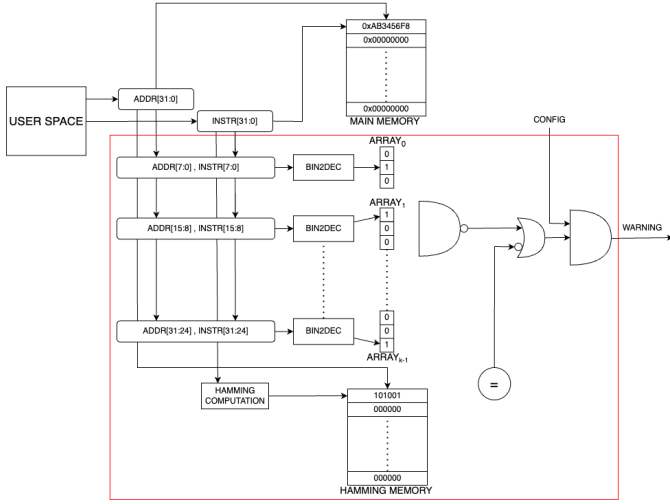 0xAB3456F8
0x00000000
0x00000000
MAIN MEMORY
USER SPACE
ADDR[31:0]
INSTR[31:0]
CONFIG
ARRAY0
ADDR[7:0] , INSTR[7:0]
BIN2DEC
0
1
0
ARRAY1
ADDR[15:8] , INSTR[15:8]
BIN2DEC
1
0
0
WARNING
ADDR[31:24] , INSTR[31:24]
BIN2DEC
0
0
1
ARRAYk-1
=
HAMMING
COMPUTATION
101001
000000
000000
HAMMING MEMORY